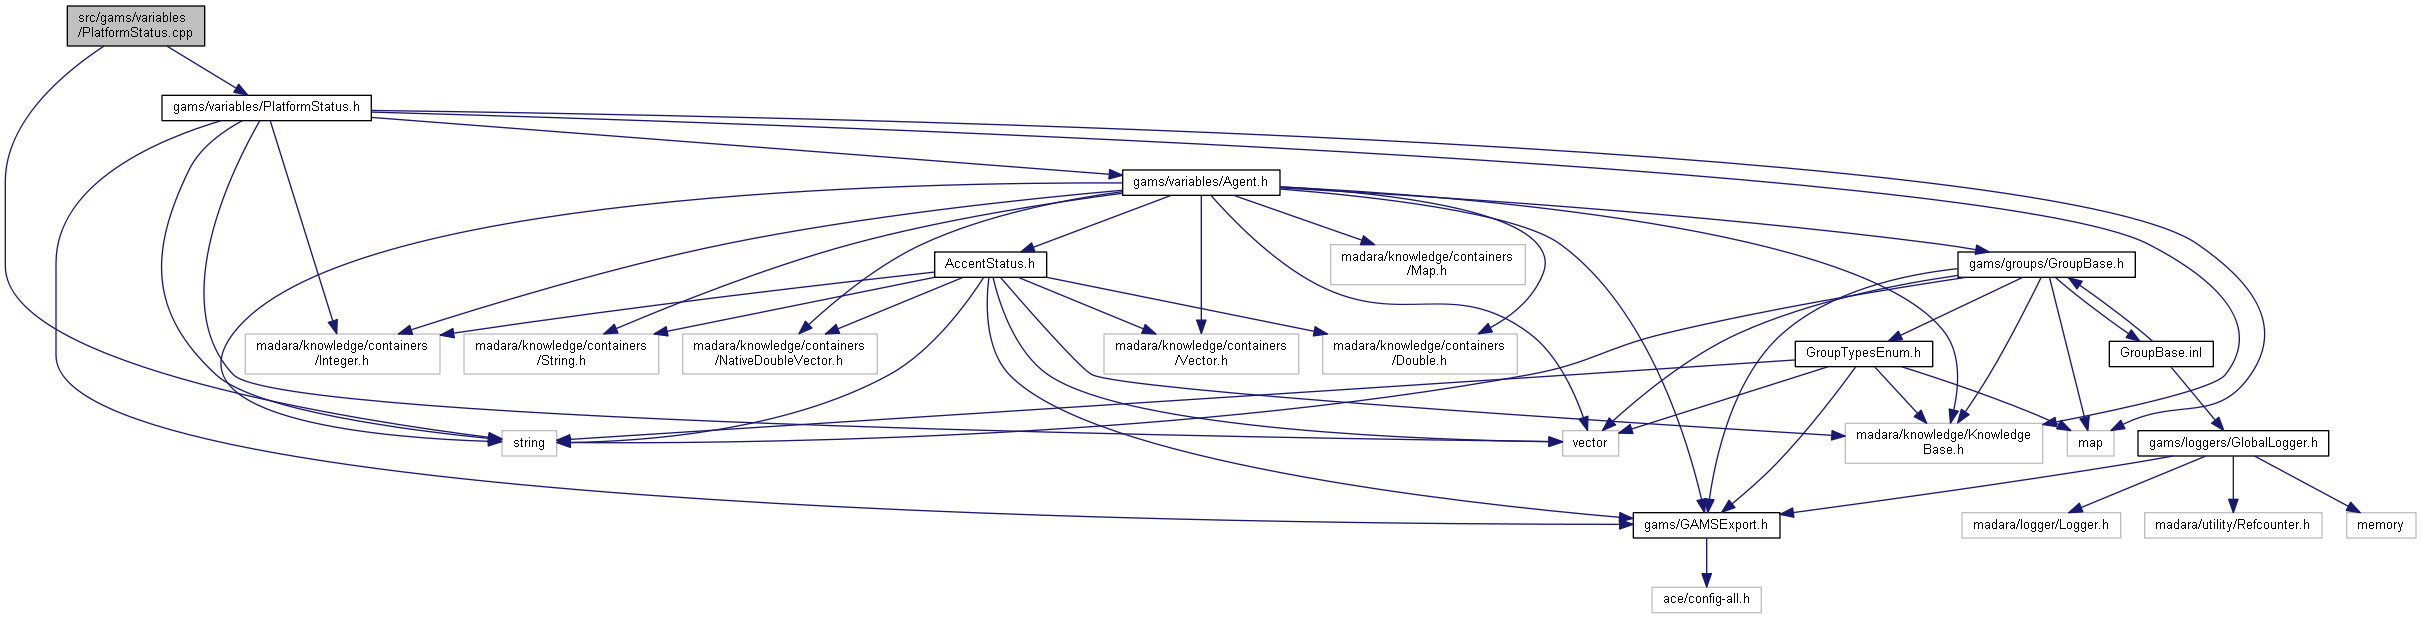 src/gams/variables
/PlatformStatus.cpp
gams/variables/PlatformStatus.h
gams/variables/Agent.h
AccentStatus.h
madara/knowledge/containers
/Map.h
gams/groups/GroupBase.h
madara/knowledge/containers
/Integer.h
madara/knowledge/containers
/String.h
madara/knowledge/containers
/NativeDoubleVector.h
madara/knowledge/containers
/Vector.h
madara/knowledge/containers
/Double.h
GroupTypesEnum.h
GroupBase.inl
string
vector
madara/knowledge/Knowledge
Base.h
map
gams/loggers/GlobalLogger.h
gams/GAMSExport.h
madara/logger/Logger.h
madara/utility/Refcounter.h
memory
ace/config-all.h